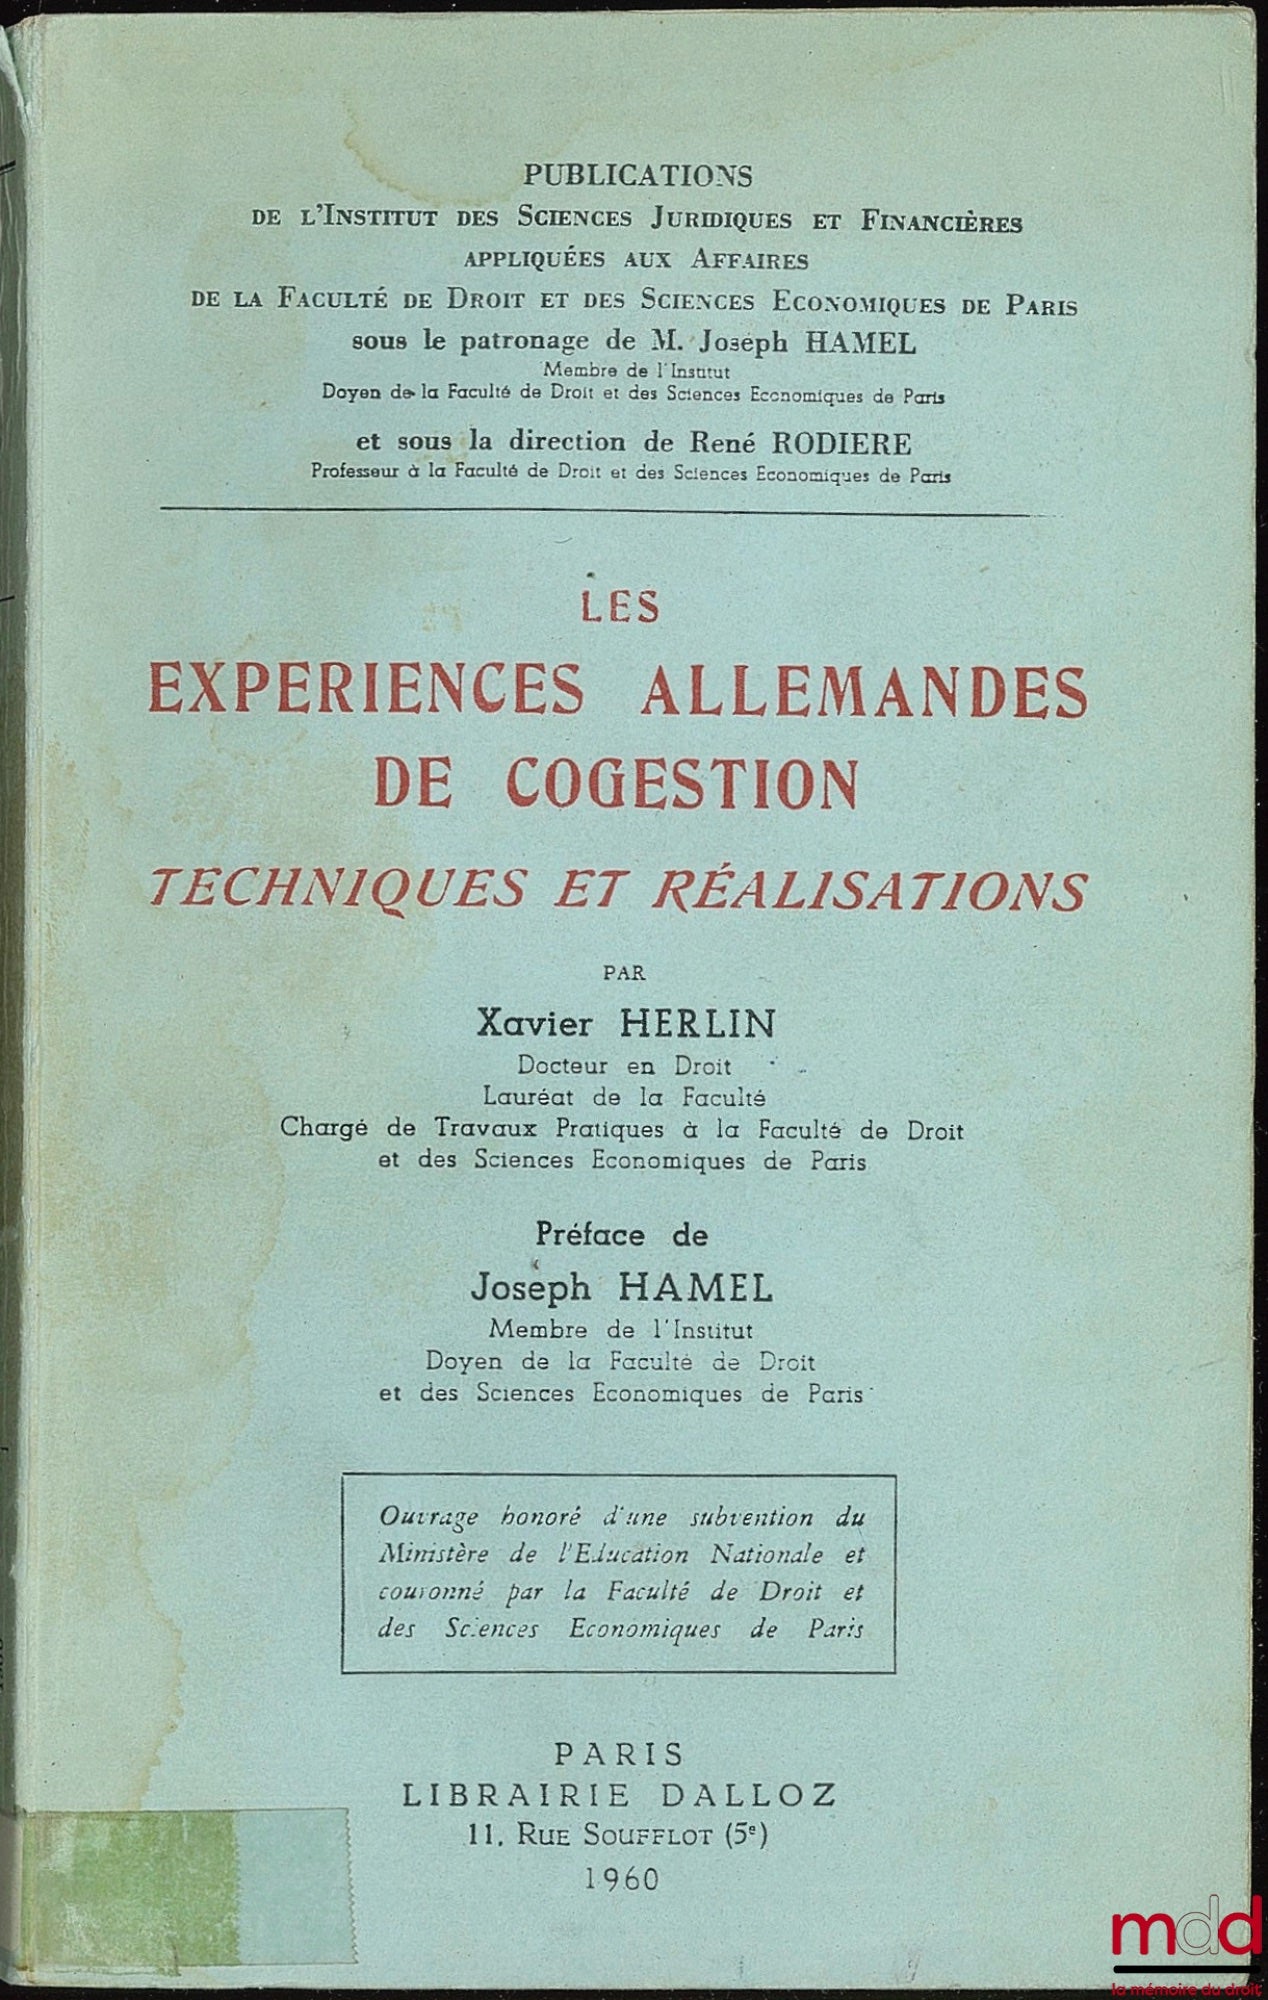 PUBLICATIONS
DE L'INSTITUT DES SCIENCES JURIDIQUES ET FINANCIÈRES
APPLIQUÉES AUX AFFAIRES
DE LA FACULTÉ DE DROIT ET DES SCIENCES ECONOMIQUES DE PARIS
sous le patronage de M. Joseph HAMEL
Membre de l'Institut
Doyen de la Faculté de Droit et des Sciences Economiques de Paris
et sous la direction de René RODIERE
Professeur à la Faculté de Droit et des Sciences Economiques de Paris
LES
EXPERIENCES ALLEMANDES
DE COGESTION
TECHNIQUES ET RÉALISATIONS
PAR
Xavier HERLIN
Docteur en Droit
Lauréat de la Faculté
Chargé de Travaux Pratiques à la Faculté de Droit
et des Sciences Economiques de Paris
Préface de
Joseph HAMEL
Membre de l'Institut
Doyen de la Faculté de Droit
et des Sciences Economiques de Paris
Ouvrage honoré d'une subvention du
Ministère de l'Education Nationale et
couronné par la Faculté de Droit et
des Sciences Economiques de Paris
PARIS
LIBRAIRIE DALLOZ
11, RUE SOUFFLOT (5e)
1960
mdd
la mémoire du droit